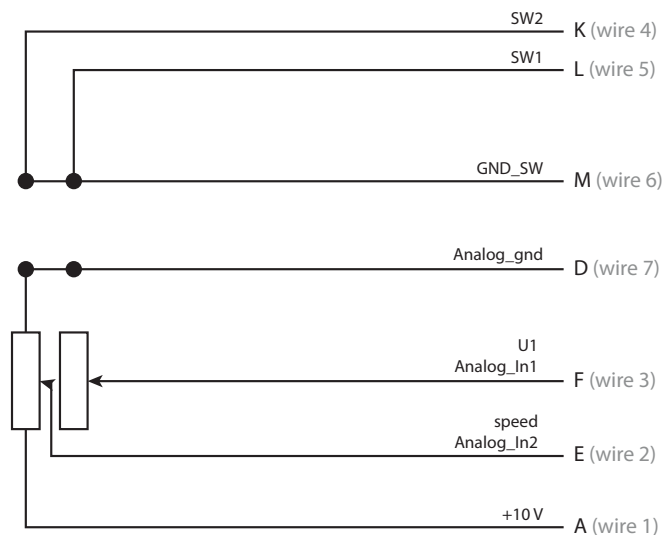 SW2
K (wire 4)
SW1
L (wire 5)
GND_SW
M (wire 6)
Analog_gnd
D (wire 7)
U1
Analog_In1
F (wire 3)
speed
Analog_In2
E (wire 2)
+10 V
A (wire 1)